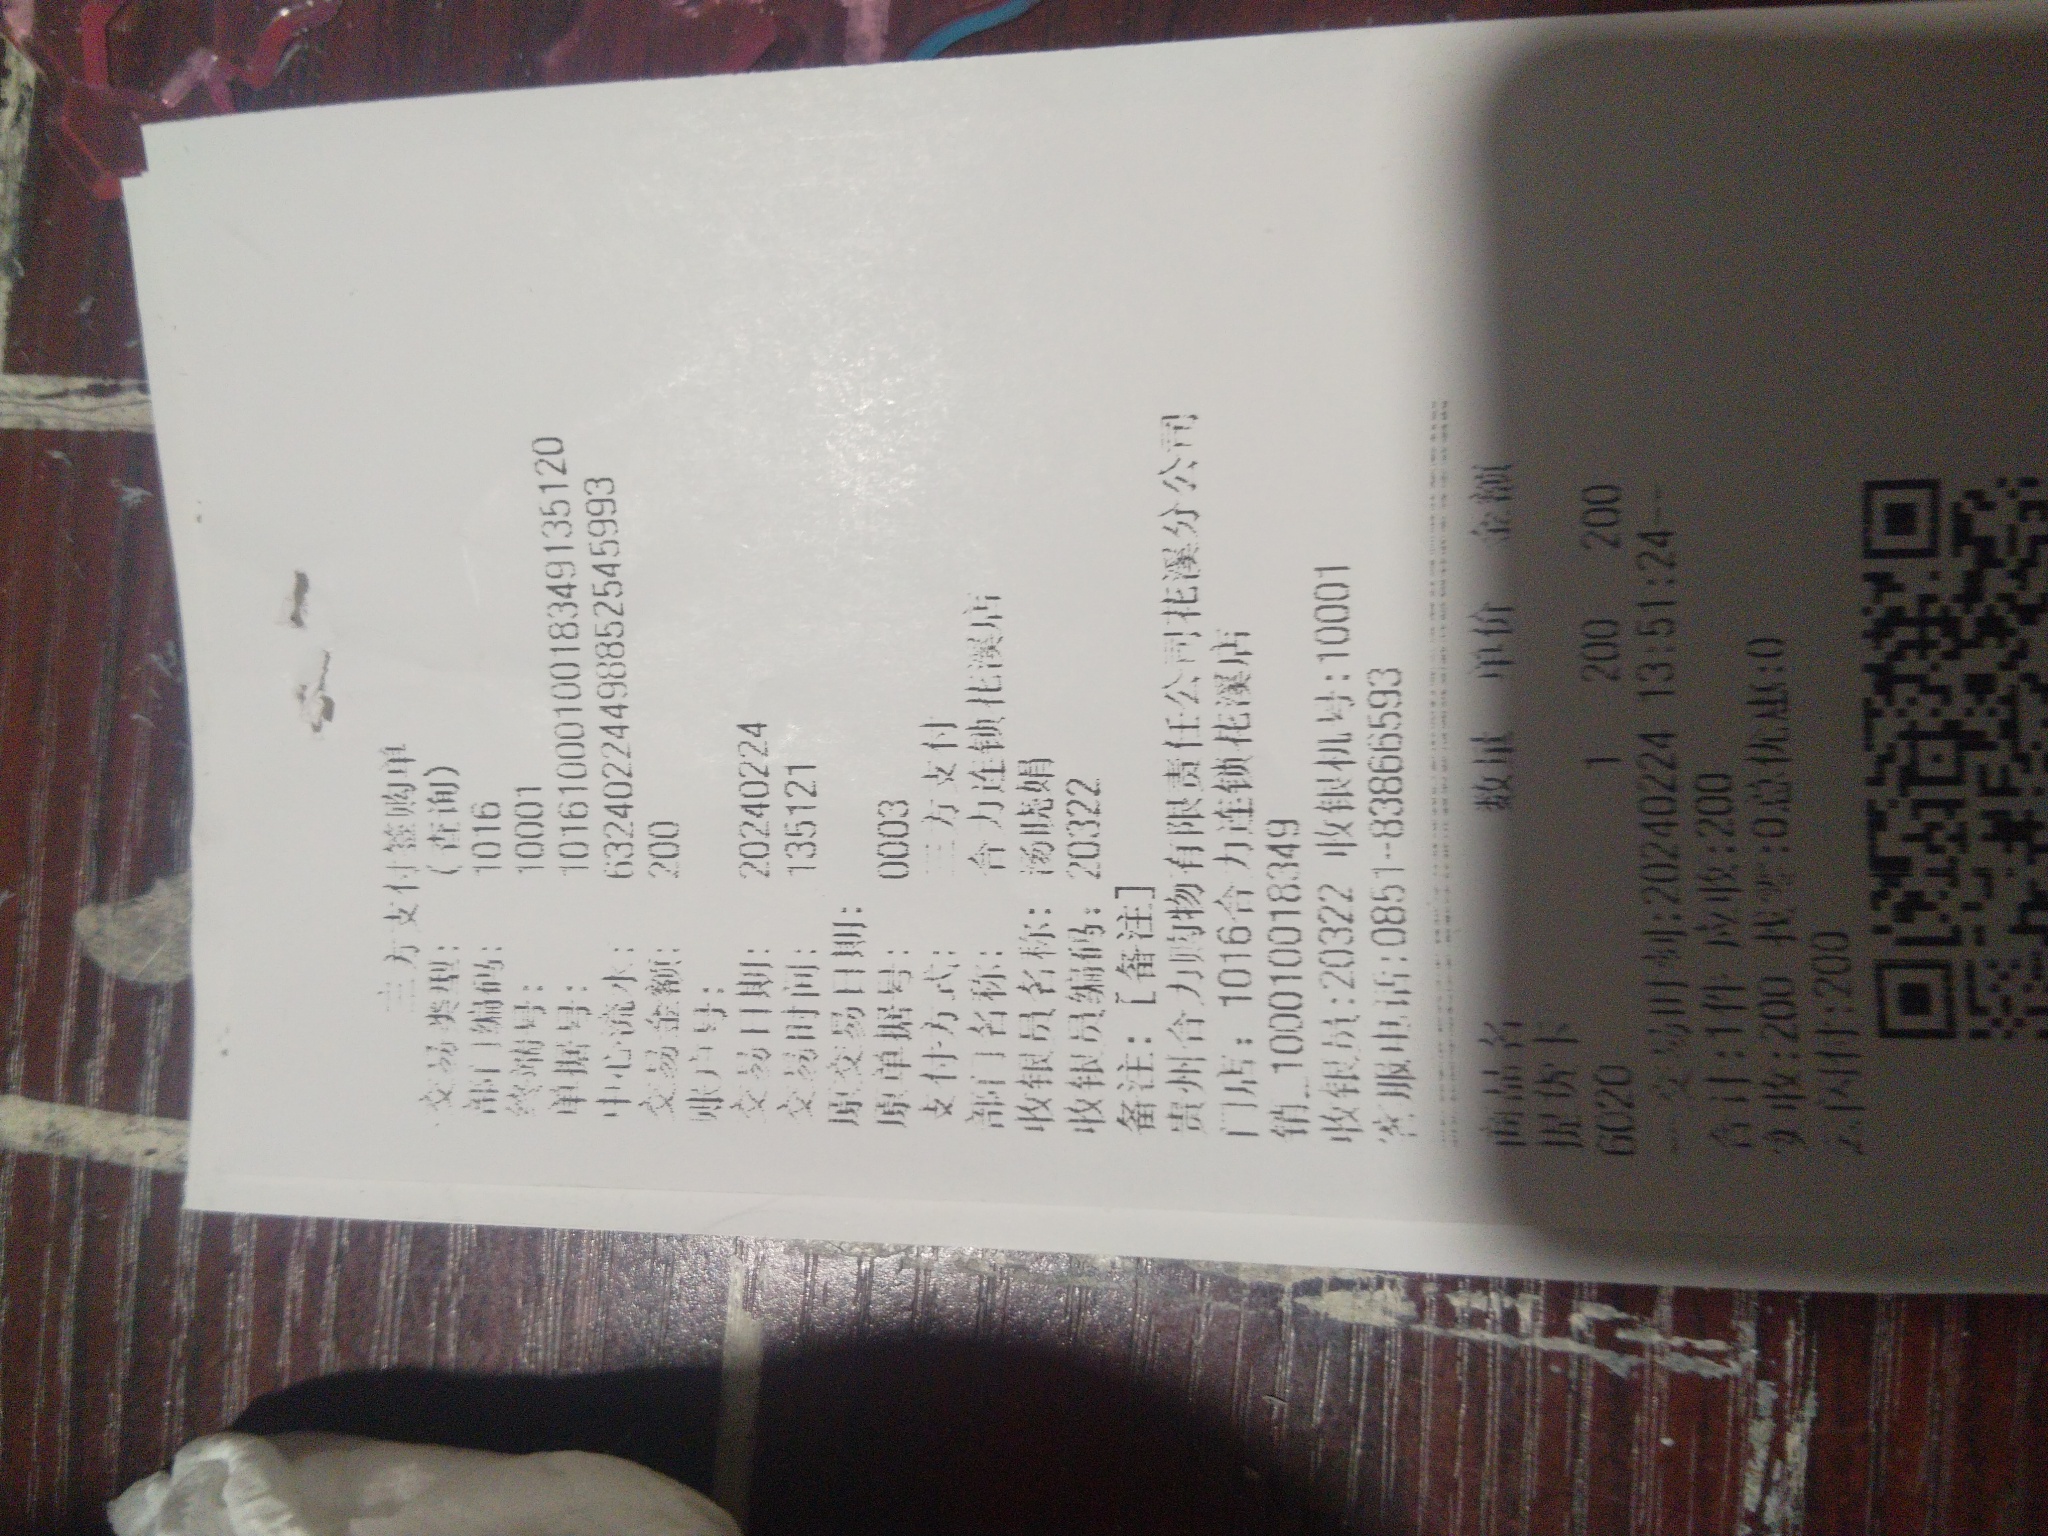 三方支付签购单
交易类型： (查询)
部门编码： 1016
终端号： 10001
单据号： 1016100010018349135120
中心流水： 632402244988525545993
交易金额： 200
账户号：
交易日期： 20240224
交易时间： 135121
原交易日期：
原单据号： 0003
支付方式： 三方支付
部门名称： 合力连锁花溪店
收银员名称： 汤晓娟
收银员编码： 20322
备注： [备注]
贵州合力购物有限责任公司花溪分公司
门店：1016合力连锁花溪店
销_100010018349
收银员:20322 收银机号:10001
客服电话:0851-83866593
商品名 数量 单价 金额
提货卡
6020 1 200 200
--交易时刻:20240224 13:51:24--
合计:1件 应收:200
实收:200 找零:0总优惠:0
云闪付:200